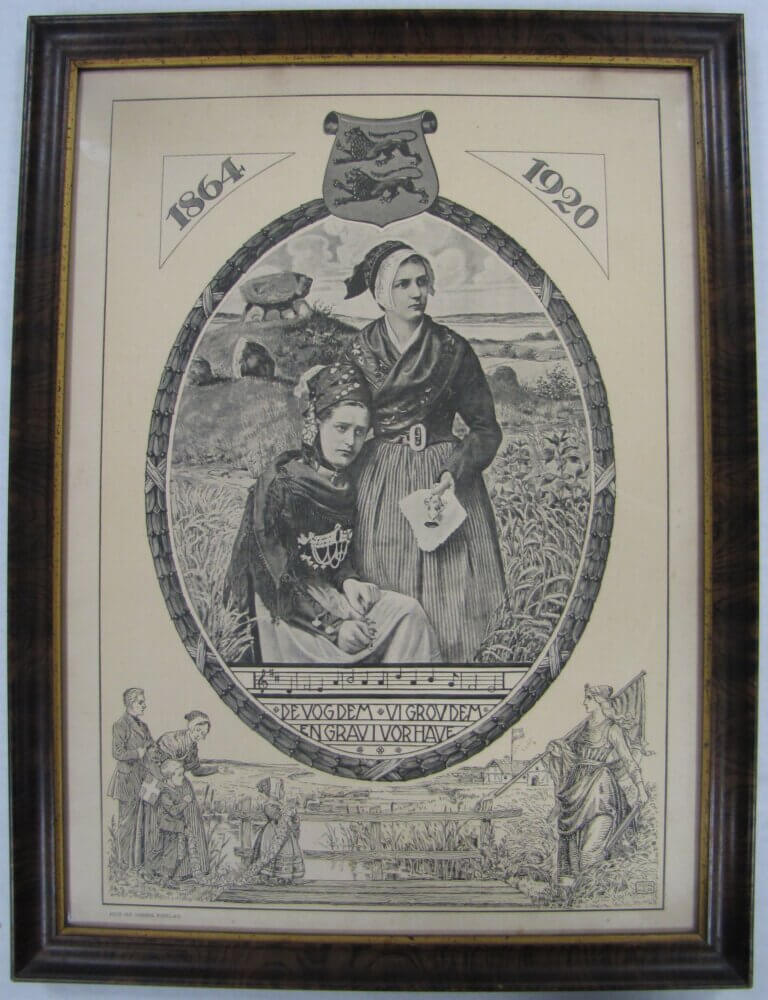 1864
1920
DE VOG DEM · VI GROV DEM
EN GRAV I VOR HAVE